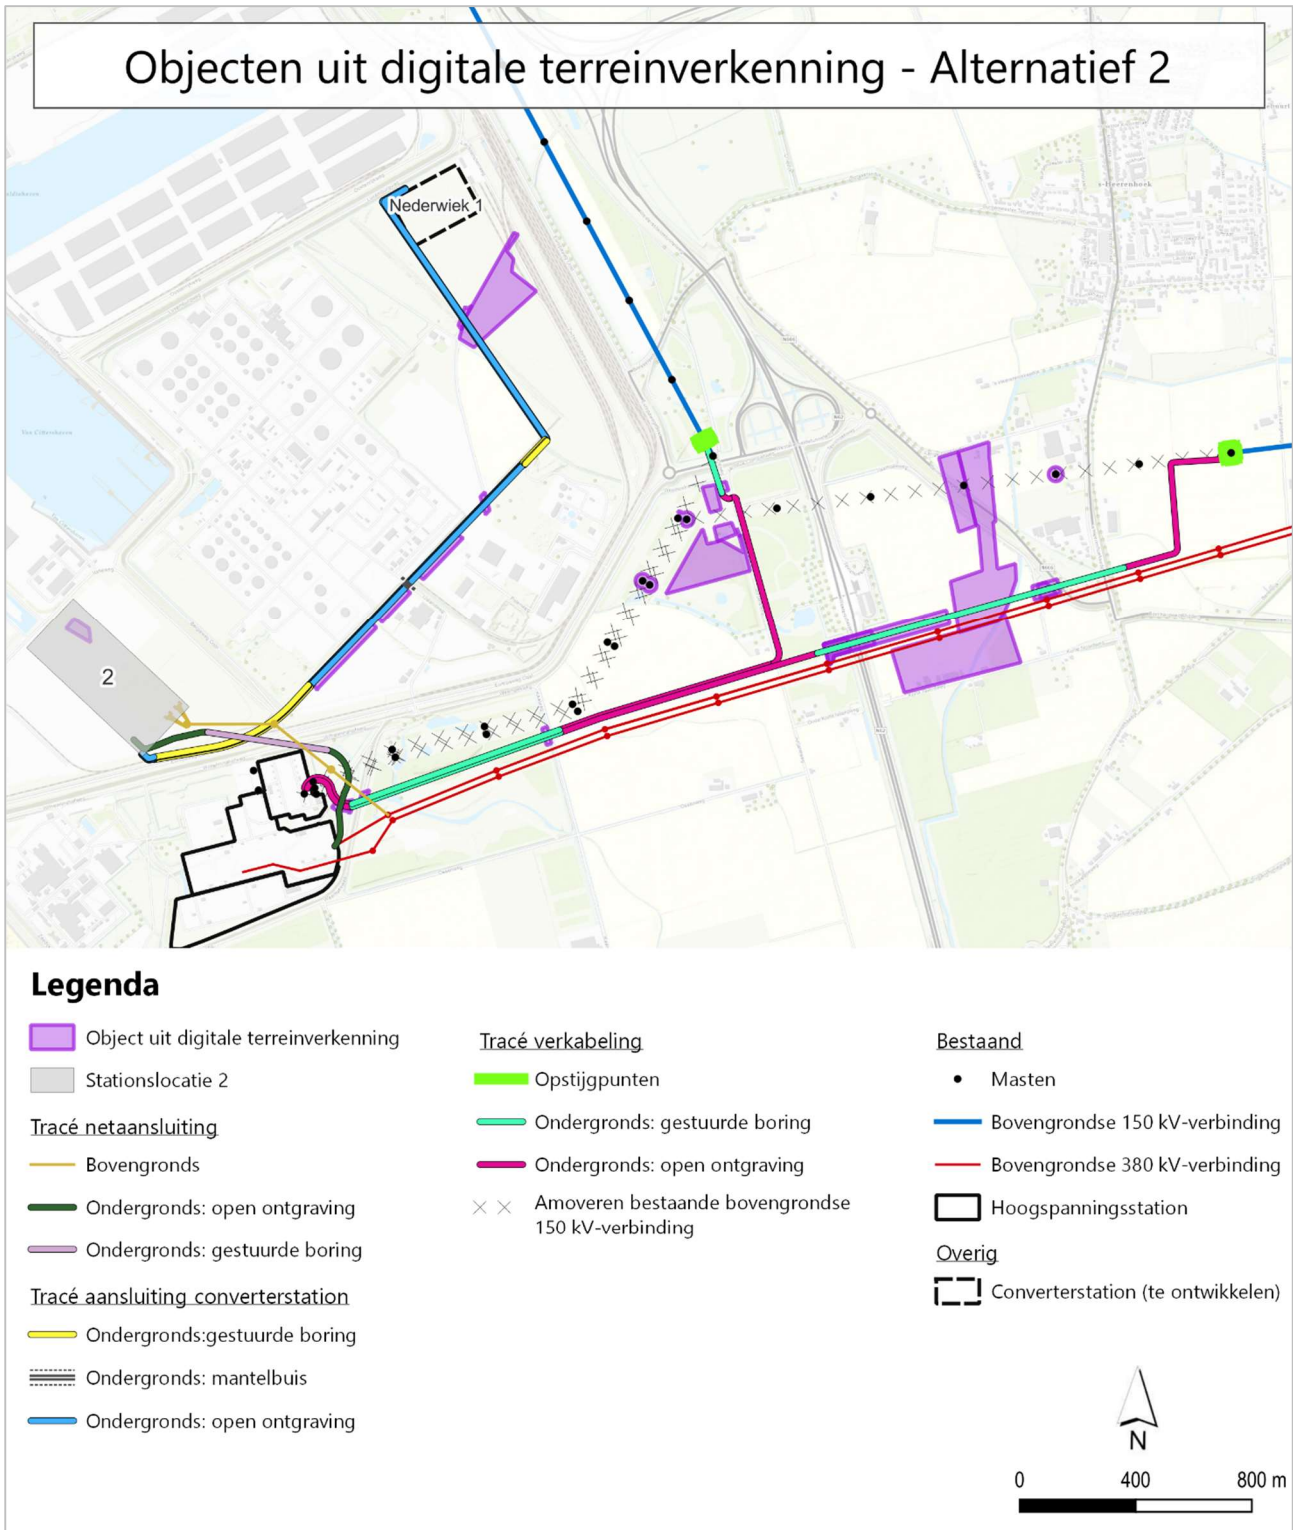 Objecten uit digitale terreinverkenning - Alternatief 2
's-Heerenhoek
Nederwiek 1
2
Legenda
Object uit digitale terreinverkenning
Stationslocatie 2
Tracé netaansluiting
Bovengronds
Ondergronds: open ontgraving
Ondergronds: gestuurde boring
Tracé aansluiting converterstation
Ondergronds:gestuurde boring
Ondergronds: mantelbuis
Ondergronds: open ontgraving
Tracé verkabeling
Opstijgpunten
Ondergronds: gestuurde boring
Ondergronds: open ontgraving
Amoveren bestaande bovengrondse
150 kV-verbinding
Bestaand
Masten
Bovengrondse 150 kV-verbinding
Bovengrondse 380 kV-verbinding
Hoogspanningsstation
Overig
Converterstation (te ontwikkelen)
N
0 400 800 m